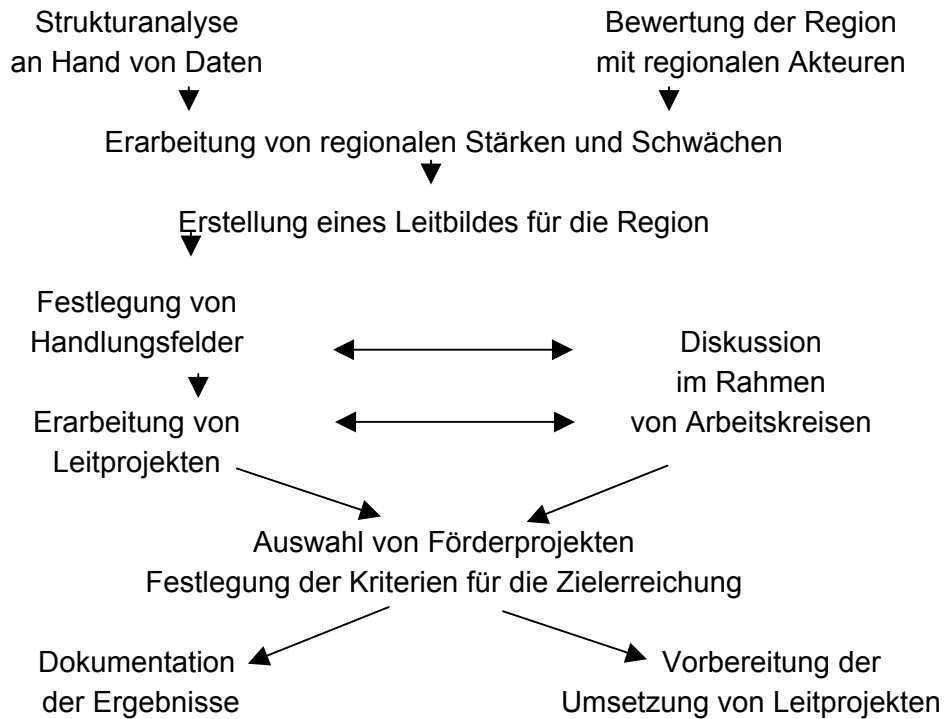 Strukturanalyse
an Hand von Daten
Bewertung der Region
mit regionalen Akteuren
Erarbeitung von regionalen Stärken und Schwächen
Erstellung eines Leitbildes für die Region
Festlegung von
Handlungsfelder
Diskussion
im Rahmen
von Arbeitskreisen
Erarbeitung von
Leitprojekten
Auswahl von Förderprojekten
Festlegung der Kriterien für die Zielerreichung
Dokumentation
der Ergebnisse
Vorbereitung der
Umsetzung von Leitprojekten